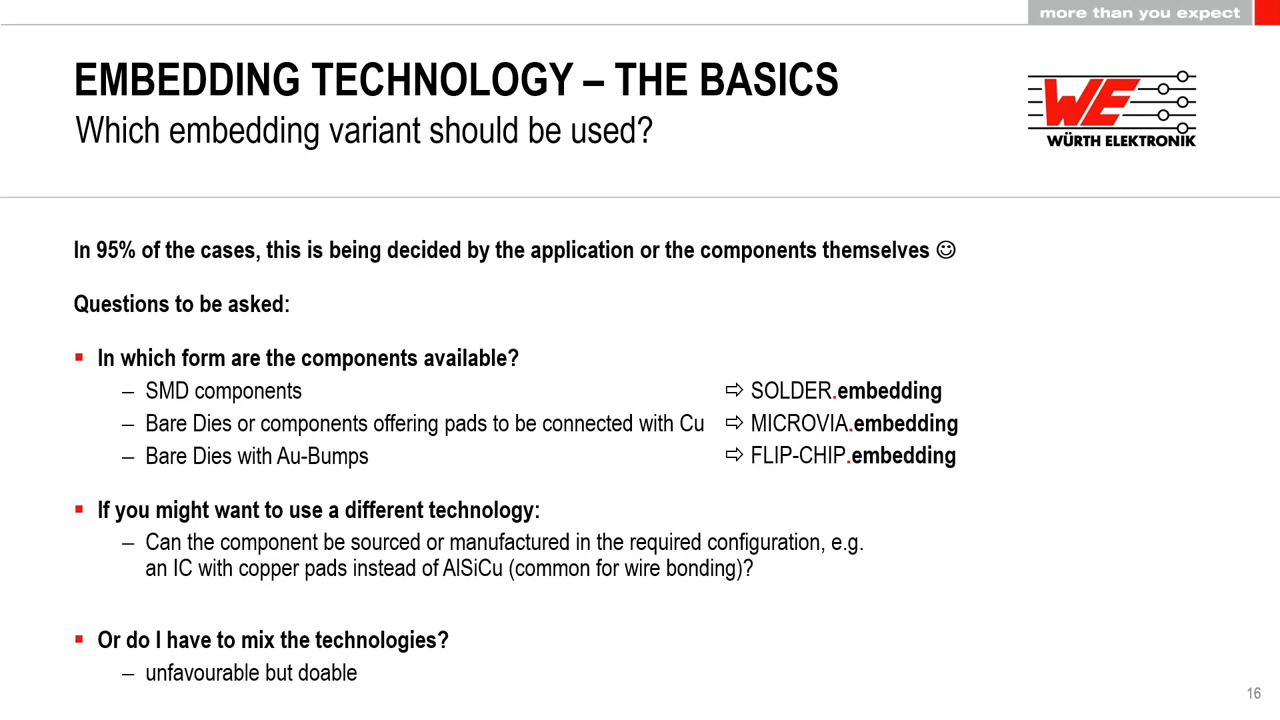 more than you expect
EMBEDDING TECHNOLOGY – THE BASICS
Which embedding variant should be used?
WE
WÜRTH ELEKTRONIK
In 95% of the cases, this is being decided by the application or the components themselves ☺
Questions to be asked:
▪ In which form are the components available?
– SMD components ⇨ SOLDER.embedding
– Bare Dies or components offering pads to be connected with Cu ⇨ MICROVIA.embedding
– Bare Dies with Au-Bumps ⇨ FLIP-CHIP.embedding
▪ If you might want to use a different technology:
– Can the component be sourced or manufactured in the required configuration, e.g.
an IC with copper pads instead of AlSiCu (common for wire bonding)?
▪ Or do I have to mix the technologies?
– unfavourable but doable
16